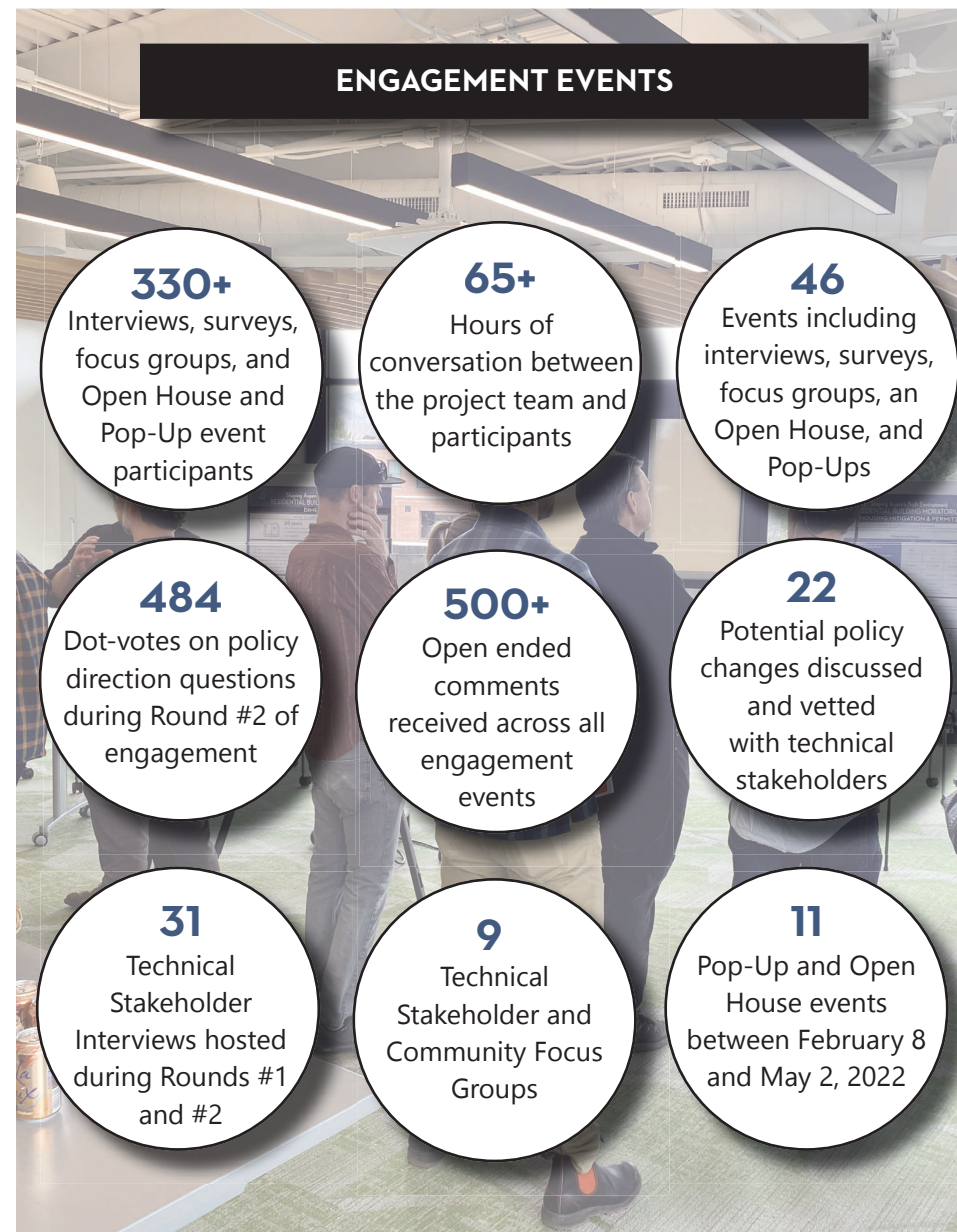 ENGAGEMENT EVENTS
330+
Interviews, surveys,
focus groups, and
Open House and
Pop-Up event
participants
65+
Hours of
conversation between
the project team and
participants
46
Events including
interviews, surveys,
focus groups, an
Open House, and
Pop-Ups
484
Dot-votes on policy
direction questions
during Round #2 of
engagement
500+
Open ended
comments
received across all
engagement
events
22
Potential policy
changes discussed
and vetted
with technical
stakeholders
31
Technical
Stakeholder
Interviews hosted
during Rounds #1
and #2
9
Technical
Stakeholder and
Community Focus
Groups
11
Pop-Up and Open
House events
between February 8
and May 2, 2022